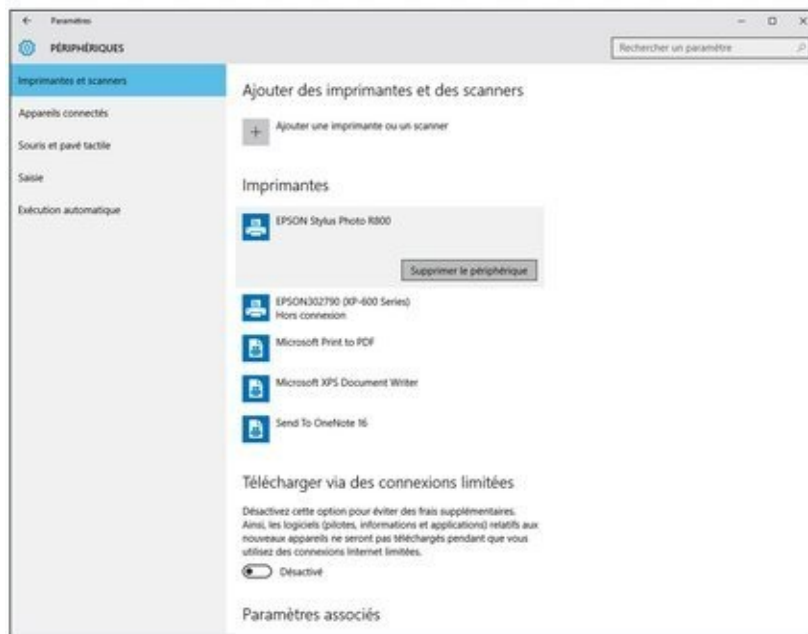 Paramètres
PÉRIPHÉRIQUES
Rechercher un paramètre
Imprimantes et scanners
Appareils connectés
Souris et pavé tactile
Saisie
Exécution automatique
Ajouter des imprimantes et des scanners
Ajouter une imprimante ou un scanner
Imprimantes
EPSON Stylus Photo R800
Supprimer le périphérique
EPSON302790 (XP-600 Series)
Hors connexion
Microsoft Print to PDF
Microsoft XPS Document Writer
Send To OneNote 16
Télécharger via des connexions limitées
Désactivez cette option pour éviter des frais supplémentaires.
Ainsi, les logiciels (pilotes, informations et applications) relatifs aux
nouveaux appareils ne seront pas téléchargés pendant que vous
utilisez des connexions Internet limitées.
Désactivé
Paramètres associés